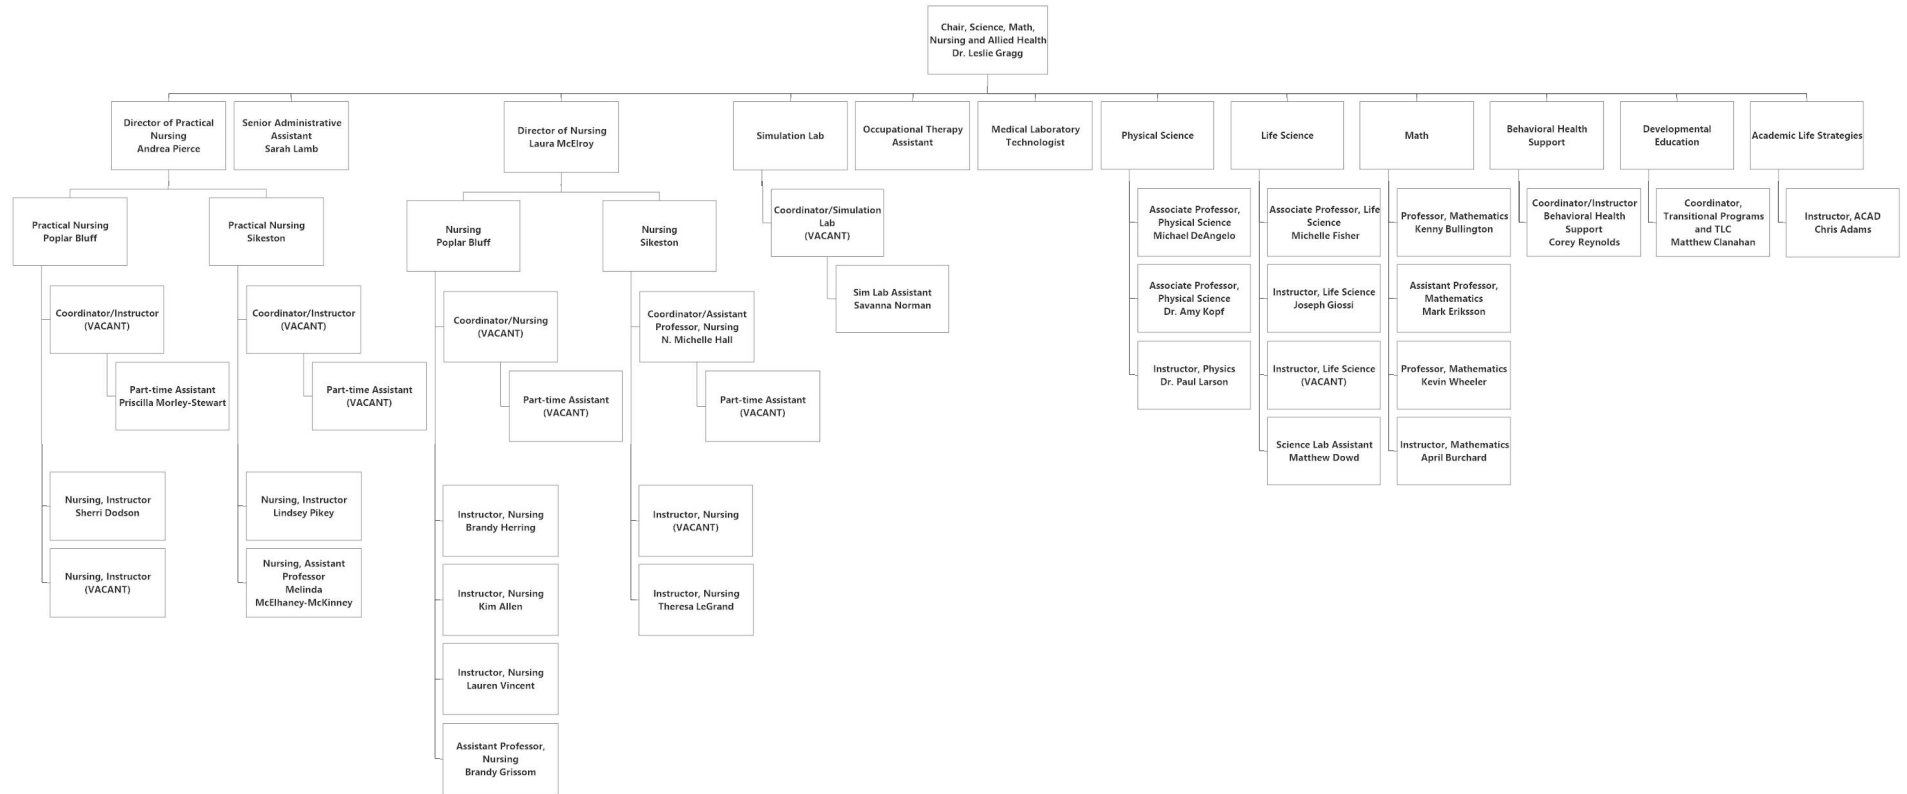 Chair, Science, Math,
Nursing and Allied Health
Dr. Leslie Gragg
Director of Practical
Nursing
Andrea Pierce
Senior Administrative
Assistant
Sarah Lamb
Director of Nursing
Laura McElroy
Simulation Lab
Occupational Therapy
Assistant
Medical Laboratory
Technologist
Physical Science
Life Science
Math
Behavioral Health
Support
Developmental
Education
Academic Life Strategies
Practical Nursing
Poplar Bluff
Practical Nursing
Sikeston
Nursing
Poplar Bluff
Nursing
Sikeston
Coordinator/Simulation
Lab
(VACANT)
Associate Professor,
Physical Science
Michael DeAngelo
Associate Professor, Life
Science
Michelle Fisher
Professor, Mathematics
Kenny Bullington
Coordinator/Instructor
Behavioral Health
Support
Corey Reynolds
Coordinator,
Transitional Programs
and TLC
Matthew Clanahan
Instructor, ACAD
Chris Adams
Coordinator/Instructor
(VACANT)
Coordinator/Instructor
(VACANT)
Coordinator/Nursing
(VACANT)
Coordinator/Assistant
Professor, Nursing
N. Michelle Hall
Sim Lab Assistant
Savanna Norman
Associate Professor,
Physical Science
Dr. Amy Kopf
Instructor, Life Science
Joseph Giossi
Assistant Professor,
Mathematics
Mark Eriksson
Part-time Assistant
Priscilla Morley-Stewart
Part-time Assistant
(VACANT)
Part-time Assistant
(VACANT)
Part-time Assistant
(VACANT)
Instructor, Physics
Dr. Paul Larson
Instructor, Life Science
(VACANT)
Professor, Mathematics
Kevin Wheeler
Science Lab Assistant
Matthew Dowd
Instructor, Mathematics
April Burchard
Nursing, Instructor
Sherri Dodson
Nursing, Instructor
Lindsey Pikey
Instructor, Nursing
Brandy Herring
Instructor, Nursing
(VACANT)
Nursing, Instructor
(VACANT)
Nursing, Assistant
Professor
Melinda
McElhaney-McKinney
Instructor, Nursing
Kim Allen
Instructor, Nursing
Theresa LeGrand
Instructor, Nursing
Lauren Vincent
Assistant Professor,
Nursing
Brandy Grissom